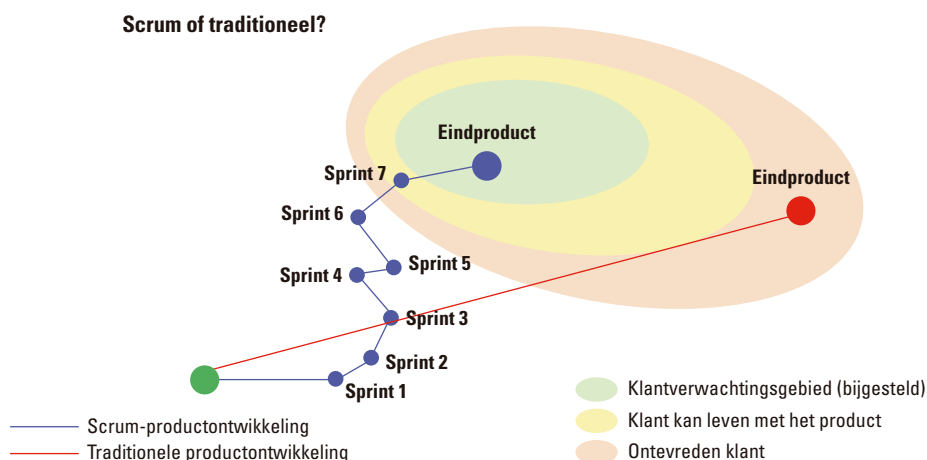 Scrum of traditioneel?
Eindproduct
Sprint 7
Eindproduct
Sprint 6
Sprint 5
Sprint 4
Sprint 3
Sprint 2
Sprint 1
Klantverwachtingsgebied (bijgesteld)
Klant kan leven met het product
Ontevreden klant
Scrum-productontwikkeling
Traditionele productontwikkeling